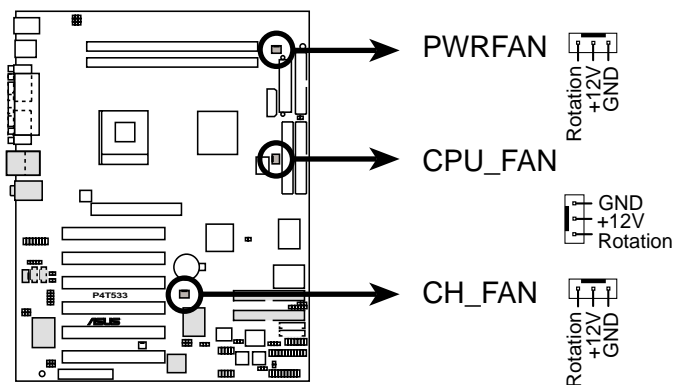 PWRFAN
Rotation
+12V
GND
CPU_FAN
GND
+12V
Rotation
P4T533
ASUS
CH_FAN
Rotation
+12V
GND